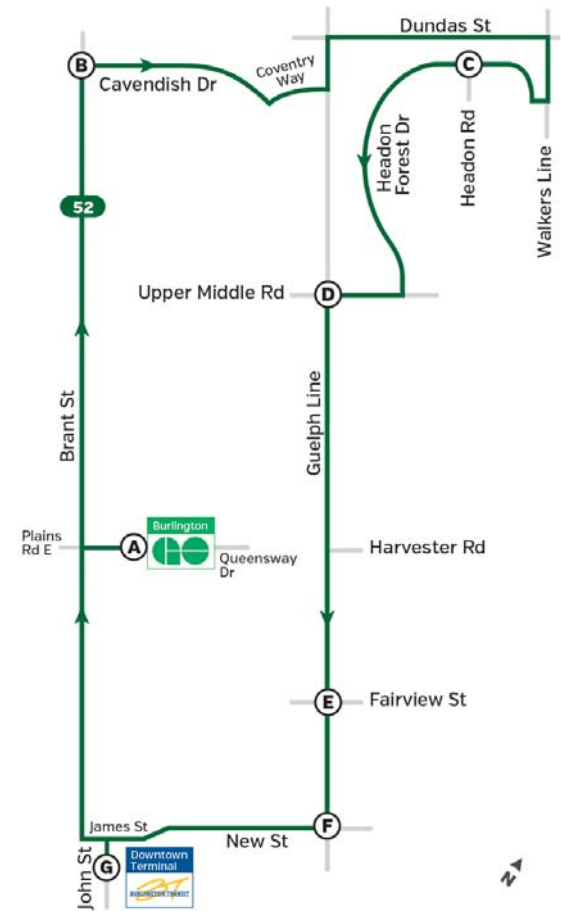 Dundas St
B
C
Cavendish Dr
Coventry
Way
Headon
Forest Dr
Headon Rd
Walkers Line
52
Upper Middle Rd
D
Guelph Line
Brant St
Burlington
GO
Plains
Rd E
A
Queensway
Dr
Harvester Rd
E
Fairview St
James St
New St
F
John St
G
Downtown
Terminal
BT
BURLINGTON TRANSIT
N